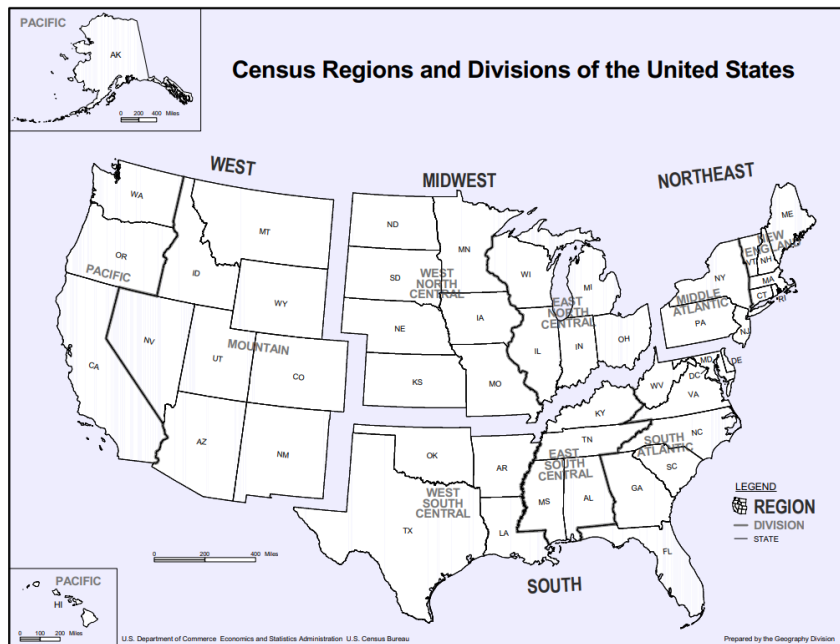 PACIFIC
AK
0 200 400 Miles
Census Regions and Divisions of the United States
WEST
MIDWEST
NORTHEAST
WA
MT
ND
MN
ME
OR
ID
SD
WI
MI
NY
VT
NH
NEW
ENGLAND
MA
CT
RI
PACIFIC
WY
WEST
NORTH
CENTRAL
EAST
NORTH
CENTRAL
MIDDLE
ATLANTIC
PA
NJ
NE
IA
NV
MOUNTAIN
UT
CO
CA
KS
MO
IL
IN
OH
MD
DE
WV
DC
VA
KY
AZ
NM
OK
AR
TN
NC
EAST
SOUTH
CENTRAL
SOUTH
ATLANTIC
SC
WEST
SOUTH
CENTRAL
TX
LA
MS
AL
GA
FL
LEGEND
REGION
DIVISION
STATE
0 200 400 Miles
SOUTH
PACIFIC
HI
0 100 200 Miles
U.S. Department of Commerce Economics and Statistics Administration U.S. Census Bureau
Prepared by the Geography Division